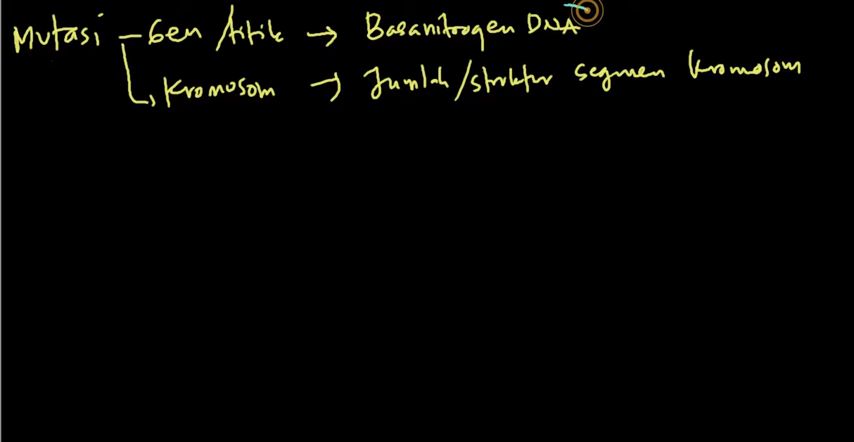 Mutasi – Gen /titik → Basanitrogen DNA
↳ Kromosom → Jumlah/struktur segmen kromosom